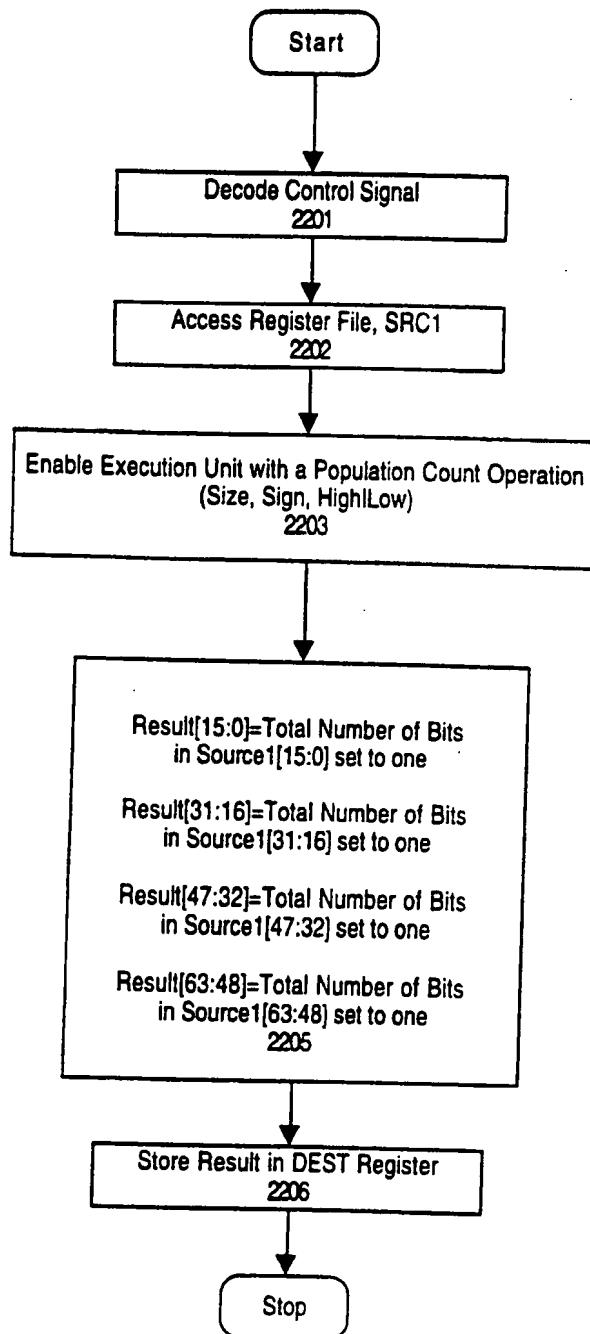 Start
Decode Control Signal
2201
Access Register File, SRC1
2202
Enable Execution Unit with a Population Count Operation
(Size, Sign, High|Low)
2203
Result[15:0]=Total Number of Bits
in Source1[15:0] set to one
Result[31:16]=Total Number of Bits
in Source1[31:16] set to one
Result[47:32]=Total Number of Bits
in Source1[47:32] set to one
Result[63:48]=Total Number of Bits
in Source1[63:48] set to one
2205
Store Result in DEST Register
2206
Stop